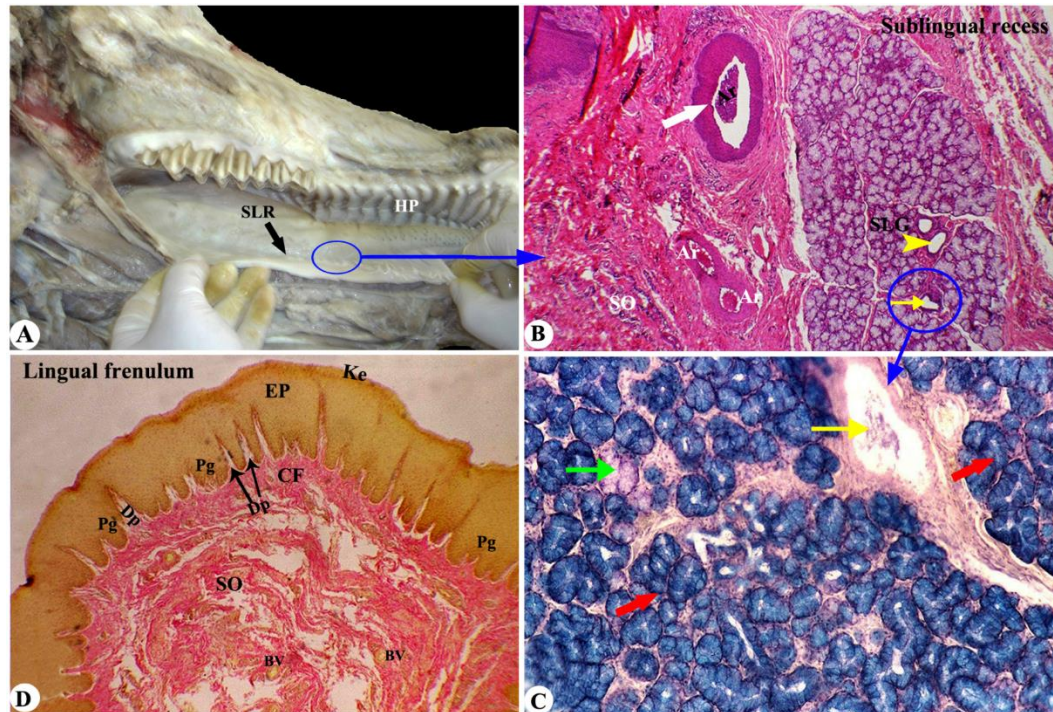 HP
SLR
A
Sublingual recess
Ar
SLG
Ar
Ar
SO
B
Lingual frenulum
Ke
EP
Pg
CF
Dp
Dp
Pg
Pg
SO
BV
BV
D
C